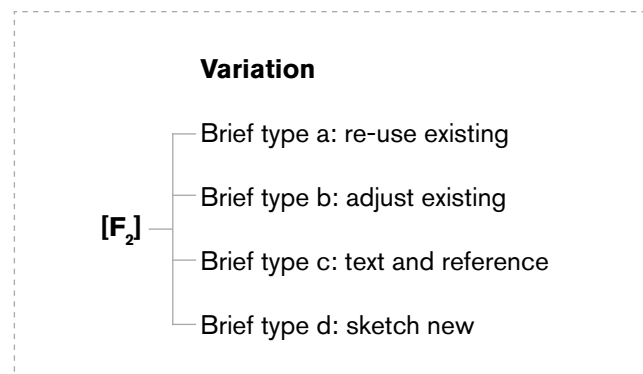 Variation
Brief type a: re-use existing
Brief type b: adjust existing
[F₂]
Brief type c: text and reference
Brief type d: sketch new